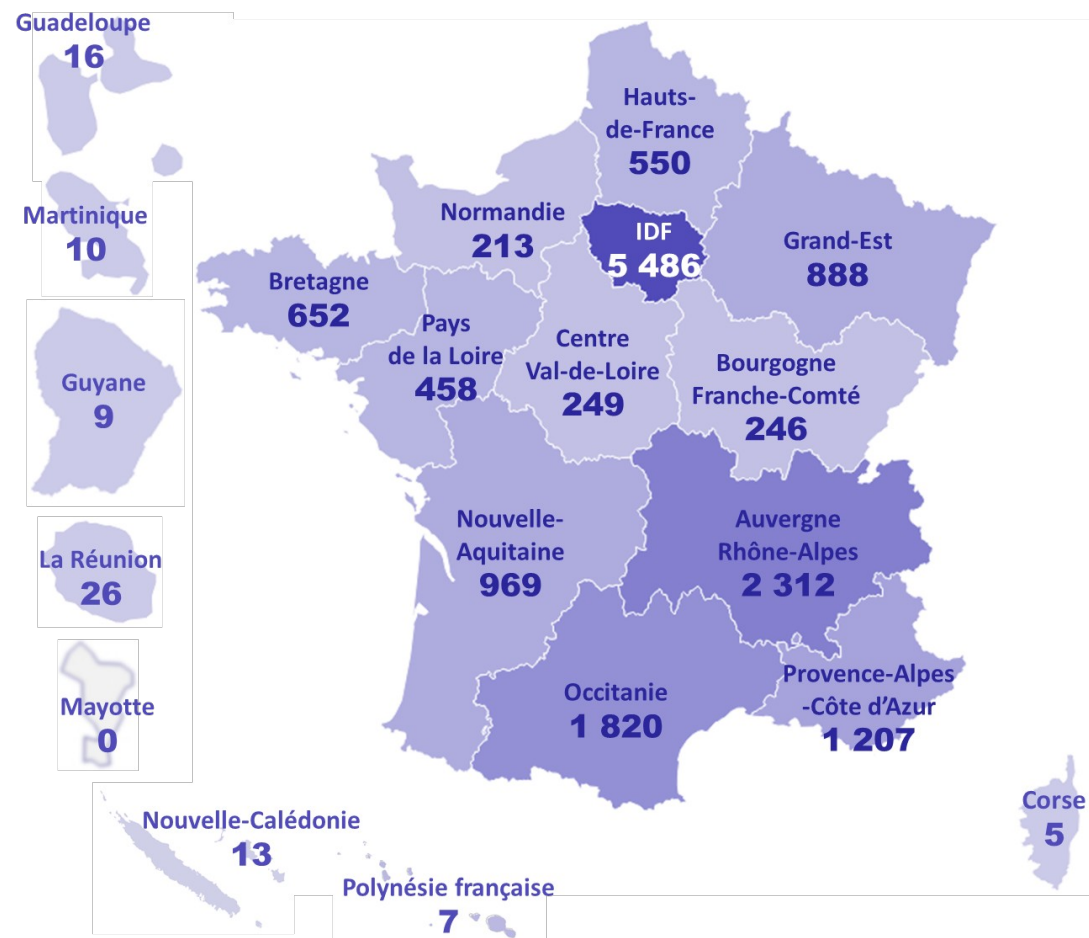 Guadeloupe
16
Martinique
10
Guyane
9
La Réunion
26
Mayotte
0
Nouvelle-Calédonie
13
Polynésie française
7
Hauts-
de-France
550
Normandie
213
IDF
5 486
Grand-Est
888
Bretagne
652
Pays
de la Loire
458
Centre
Val-de-Loire
249
Bourgogne
Franche-Comté
246
Nouvelle-
Aquitaine
969
Auvergne
Rhône-Alpes
2 312
Occitanie
1 820
Provence-Alpes
-Côte d’Azur
1 207
Corse
5